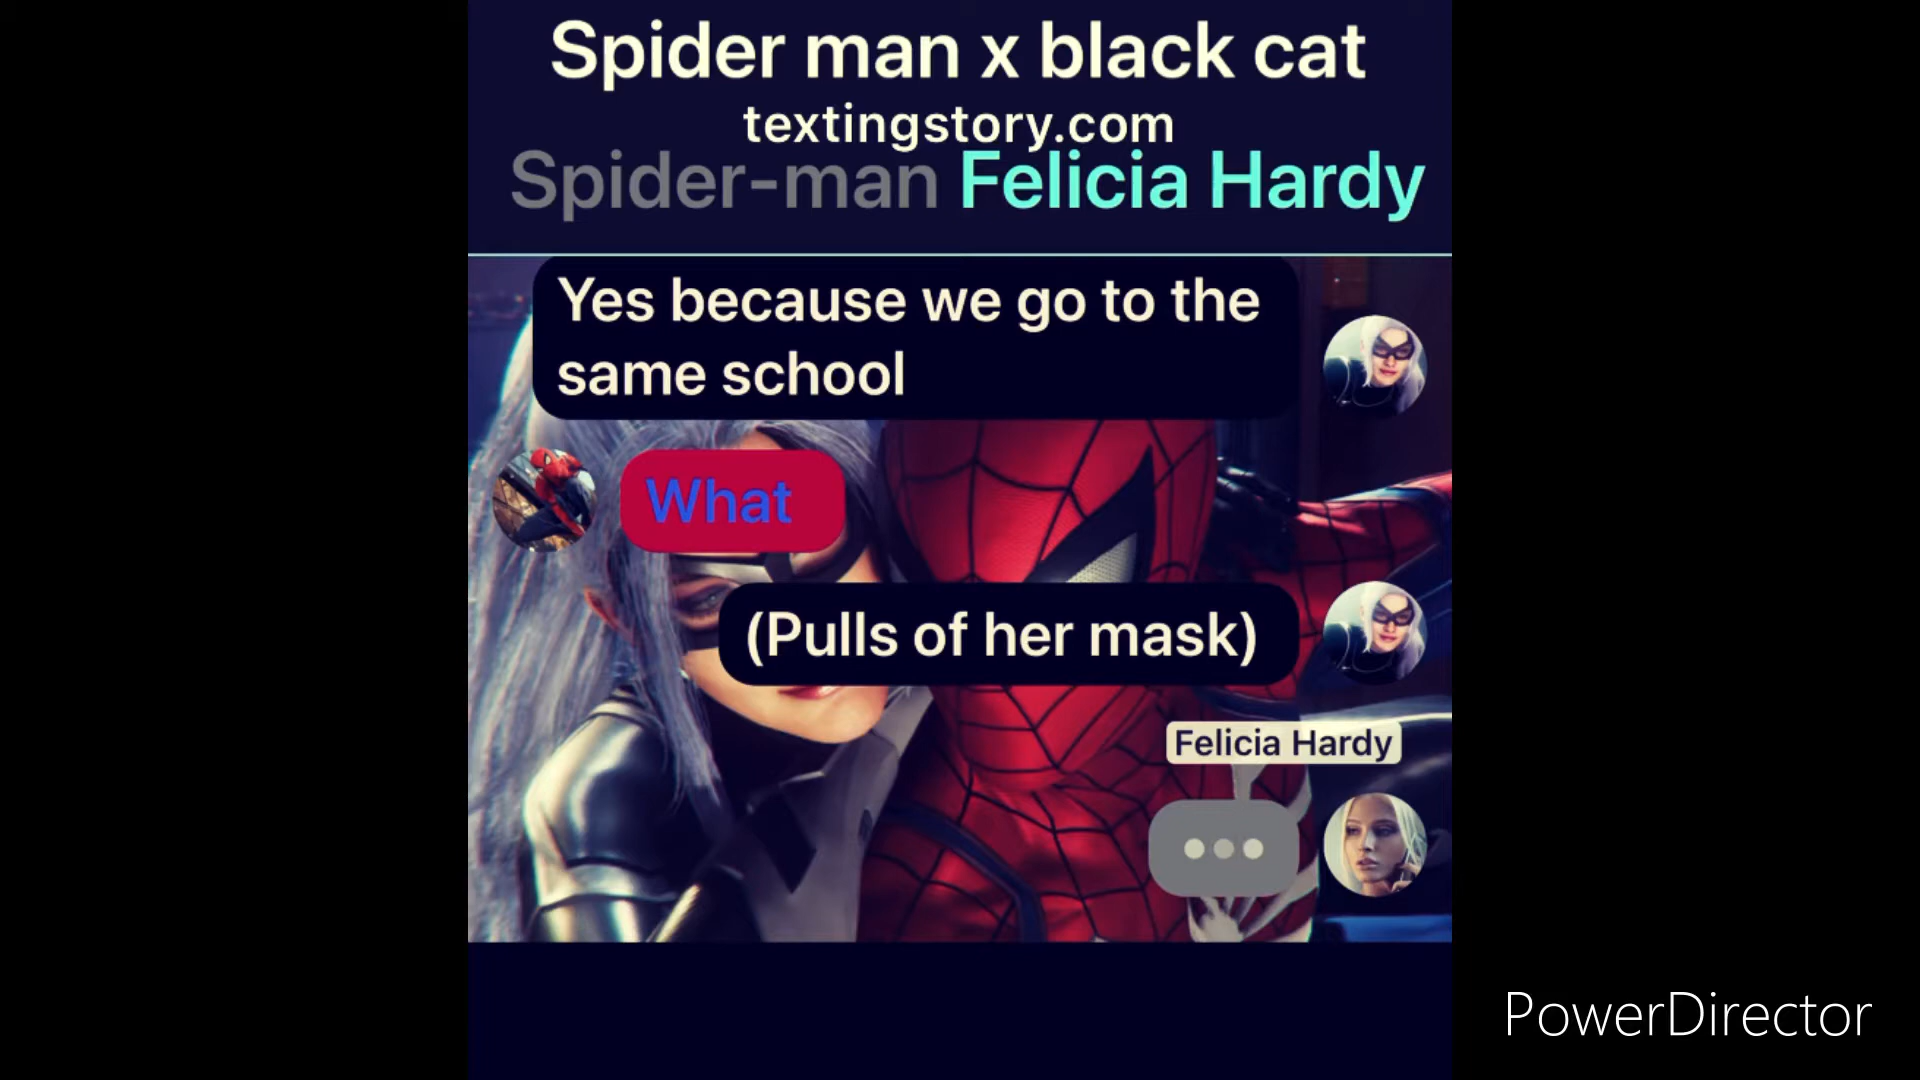 Spider man x black cat
textingstory.com
Spider-man Felicia Hardy
Yes because we go to the
same school
What
(Pulls of her mask)
Felicia Hardy
PowerDirector